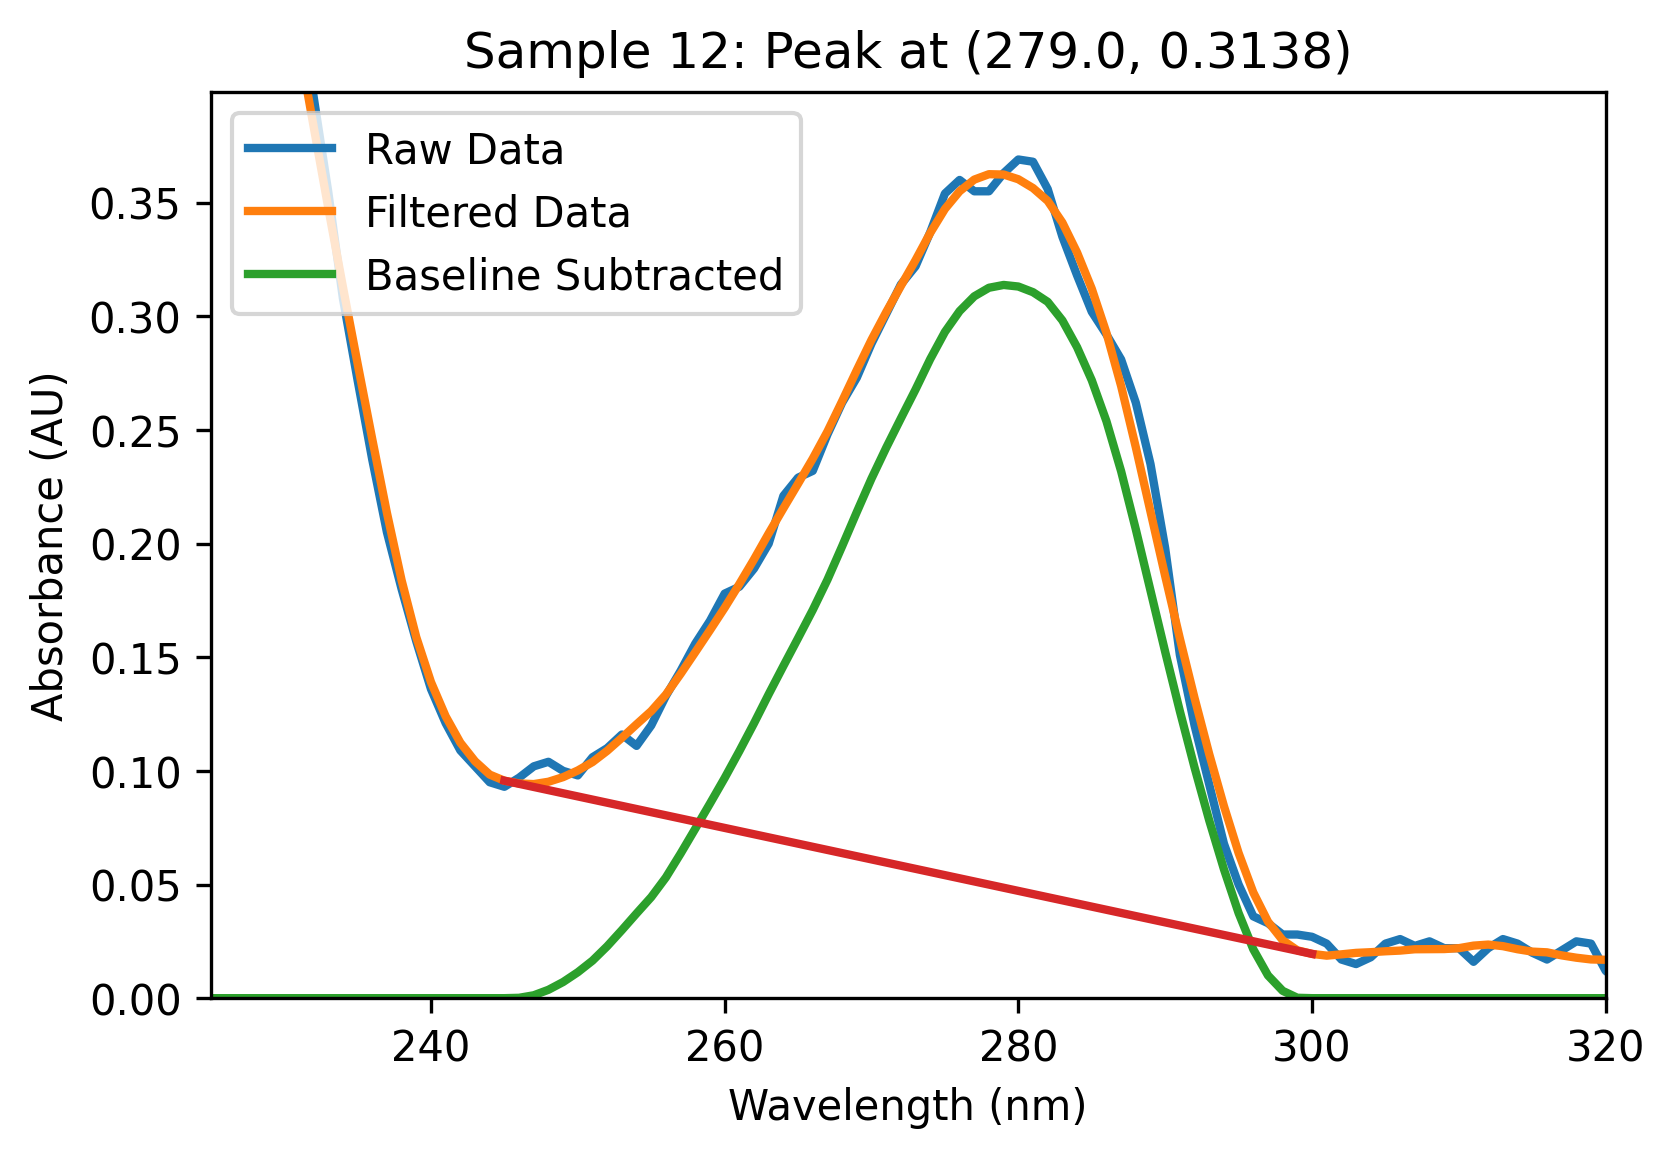 Sample 12: Peak at (279.0, 0.3138)
Raw Data
Filtered Data
Baseline Subtracted
0.35
0.30
0.25
0.20
0.15
0.10
0.05
0.00
Absorbance (AU)
240
260
280
300
320
Wavelength (nm)